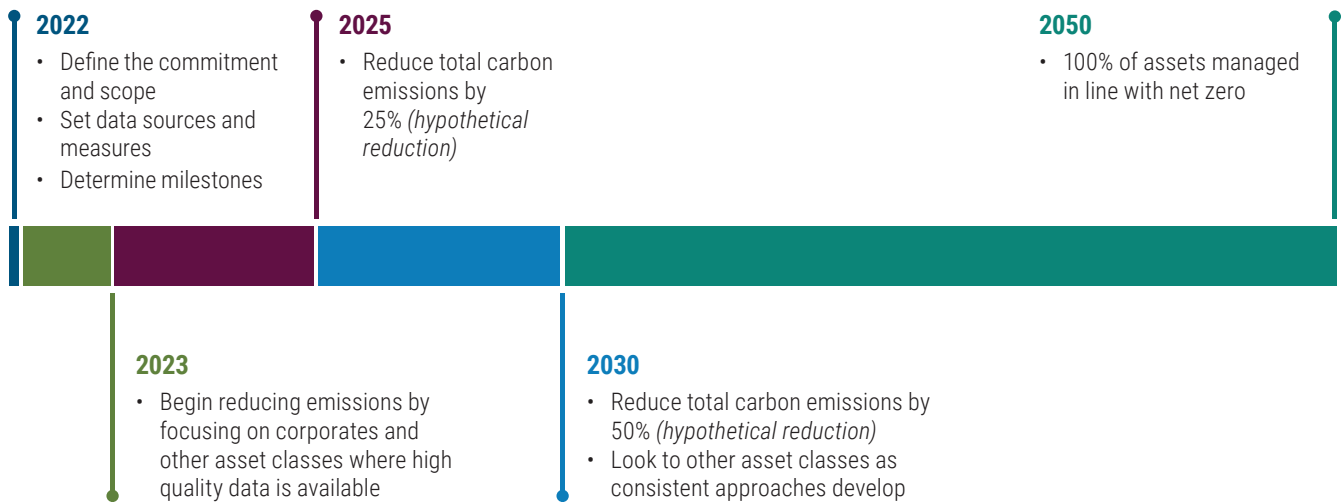 2022
• Define the commitment
and scope
• Set data sources and
measures
• Determine milestones
2025
• Reduce total carbon
emissions by
25% (hypothetical
reduction)
2050
• 100% of assets managed
in line with net zero
2023
• Begin reducing emissions by
focusing on corporates and
other asset classes where high
quality data is available
2030
• Reduce total carbon emissions by
50% (hypothetical reduction)
• Look to other asset classes as
consistent approaches develop